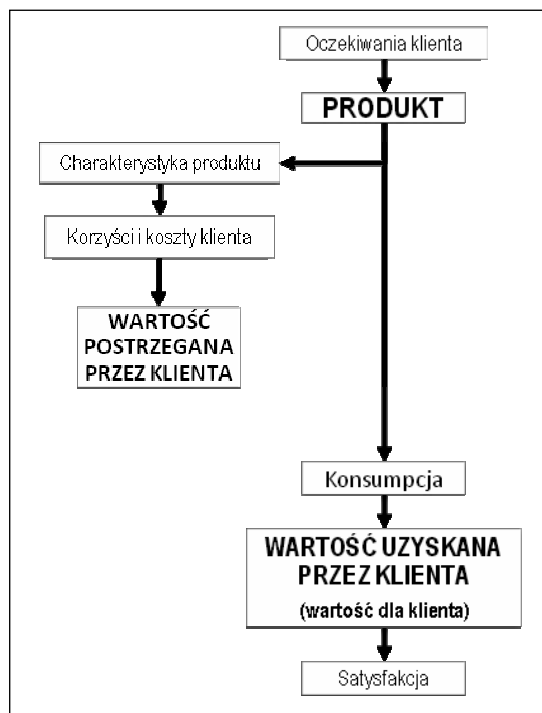 Oczekiwania klienta
PRODUKT
Charakterystyka produktu
Korzyści i koszty klienta
WARTOŚĆ
POSTRZEGANA
PRZEZ KLIENTA
Konsumpcja
WARTOŚĆ UZYSKANA
PRZEZ KLIENTA
(wartość dla klienta)
Satysfakcja